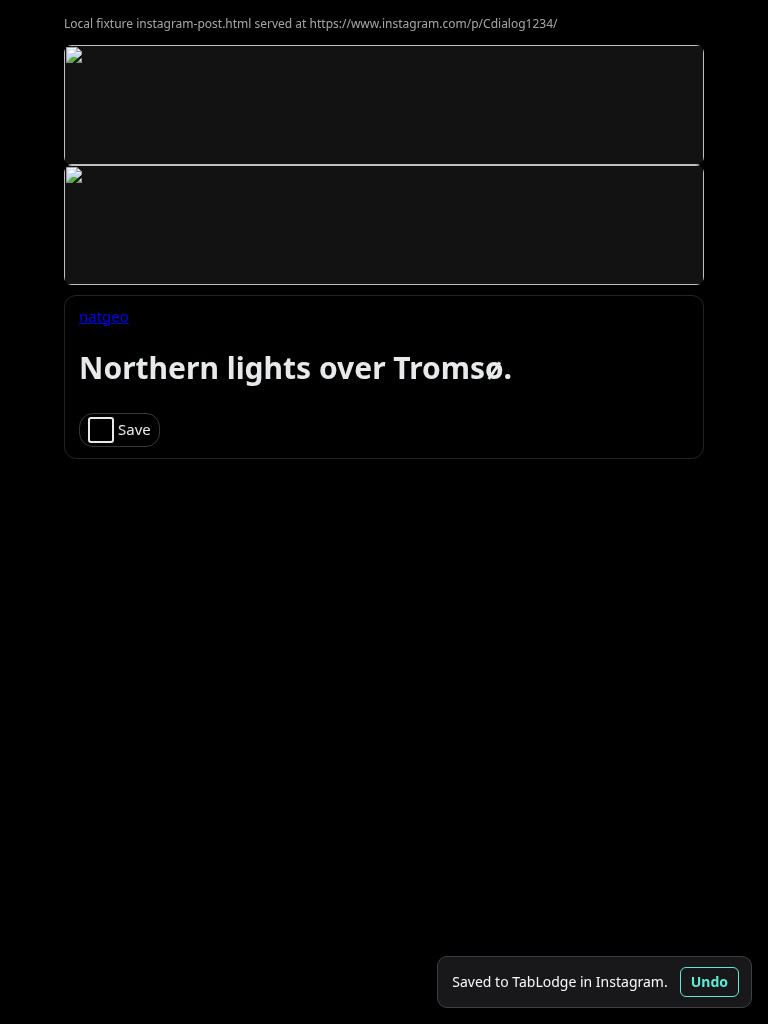 Local fixture instagram-post.html served at https://www.instagram.com/p/Cdialog1234/
natgeo
Northern lights over Tromsø.
Save
Saved to TabLodge in Instagram. Undo